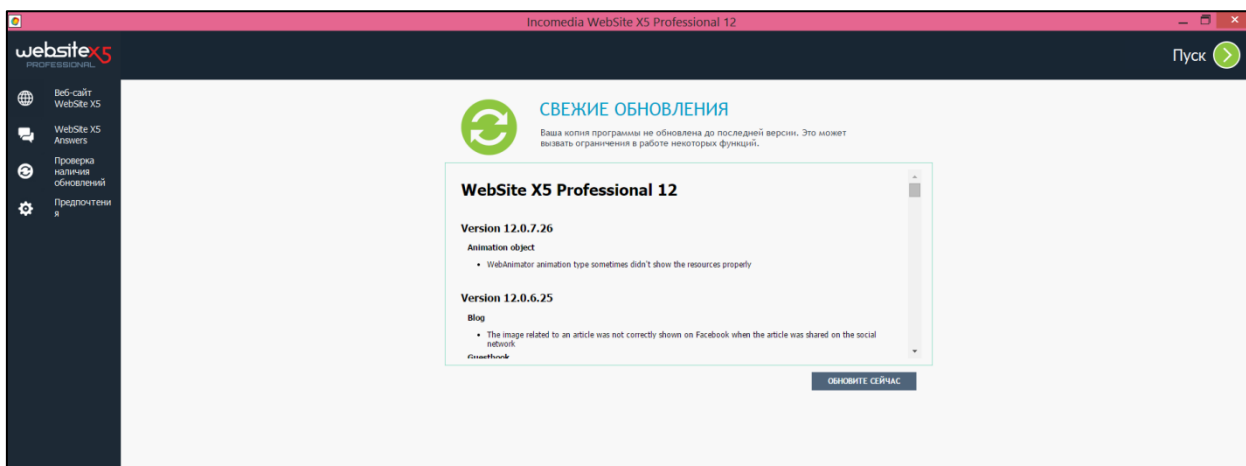 Incomedia WebSite X5 Professional 12
websitex5
PROFESSIONAL
Пуск
Веб-сайт
WebSite X5
WebSite X5
Answers
Проверка
наличия
обновлений
Предпочтени
я
СВЕЖИЕ ОБНОВЛЕНИЯ
Ваша копия программы не обновлена до последней версии. Это может
вызвать ограничения в работе некоторых функций.
WebSite X5 Professional 12
Version 12.0.7.26
Animation object
• WebAnimator animation type sometimes didn't show the resources properly
Version 12.0.6.25
Blog
• The image related to an article was not correctly shown on Facebook when the article was shared on the social
network
Guestbook
ОБНОВИТЕ СЕЙЧАС